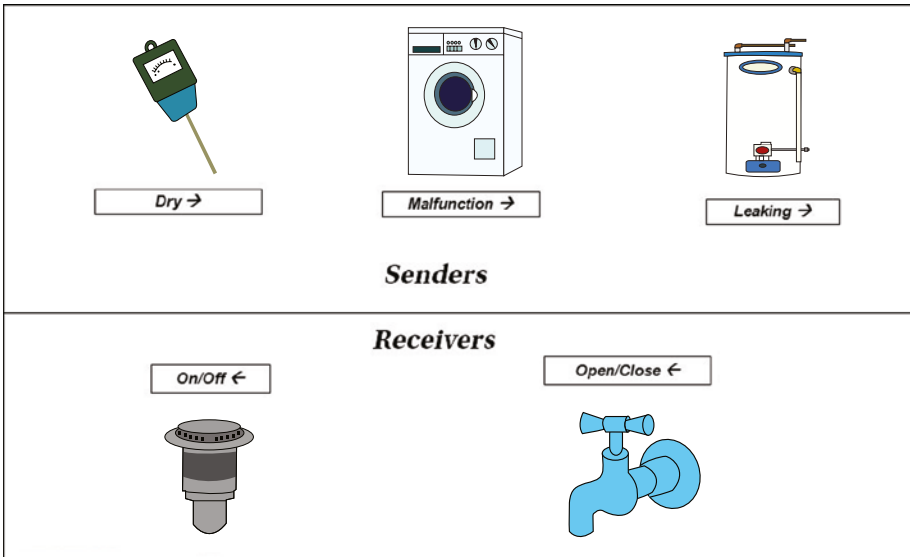 Dry →
Malfunction →
Leaking →
Senders
Receivers
On/Off ←
Open/Close ←